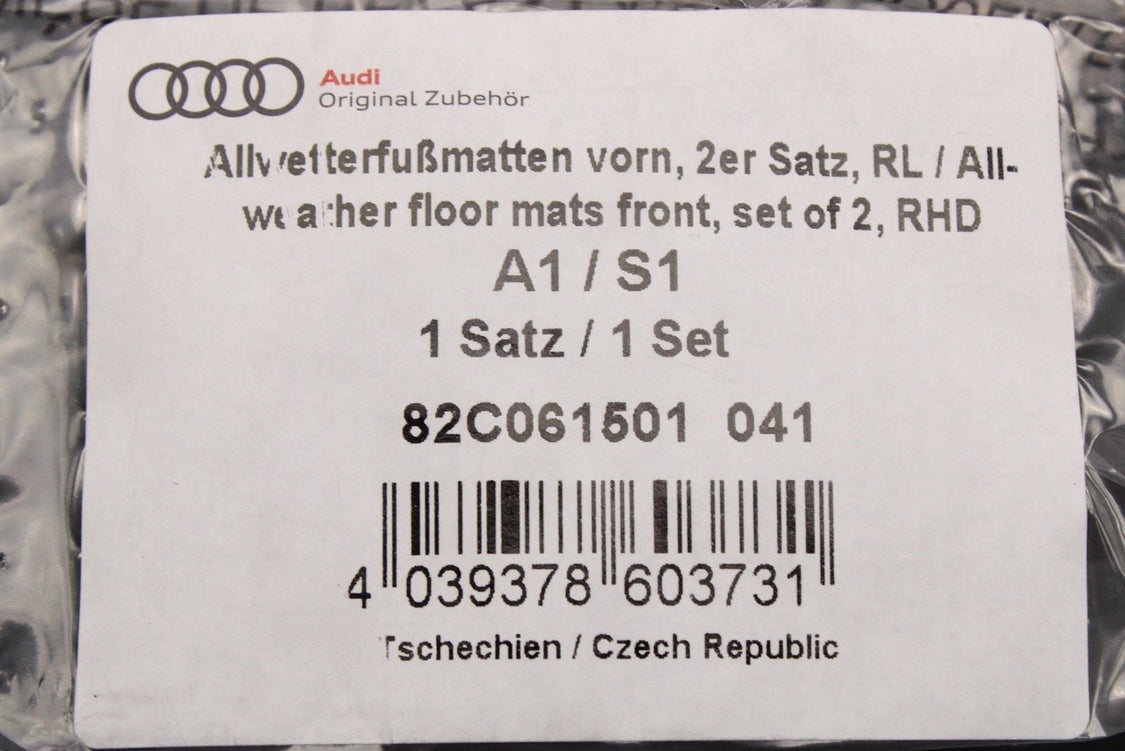 Audi
Original Zubehör
Allwetterfußmatten vorn, 2er Satz, RL / All-
weather floor mats front, set of 2, RHD
A1 / S1
1 Satz / 1 Set
82C061501 041
4 039378 603731
Tschechien / Czech Republic